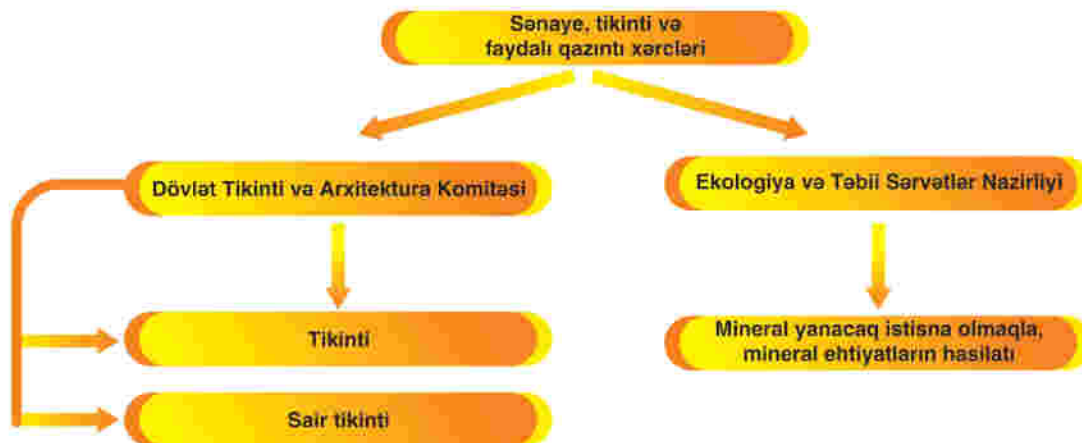 Sənaye, tikinti və
faydalı qazıntı xərcləri
Dövlət Tikinti və Arxitektura Komitəsi
Ekologiya və Təbii Sərvətlər Nazirliyi
Tikinti
Mineral yanacaq istisna olmaqla,
mineral ehtiyatların hasilatı
Sair tikinti